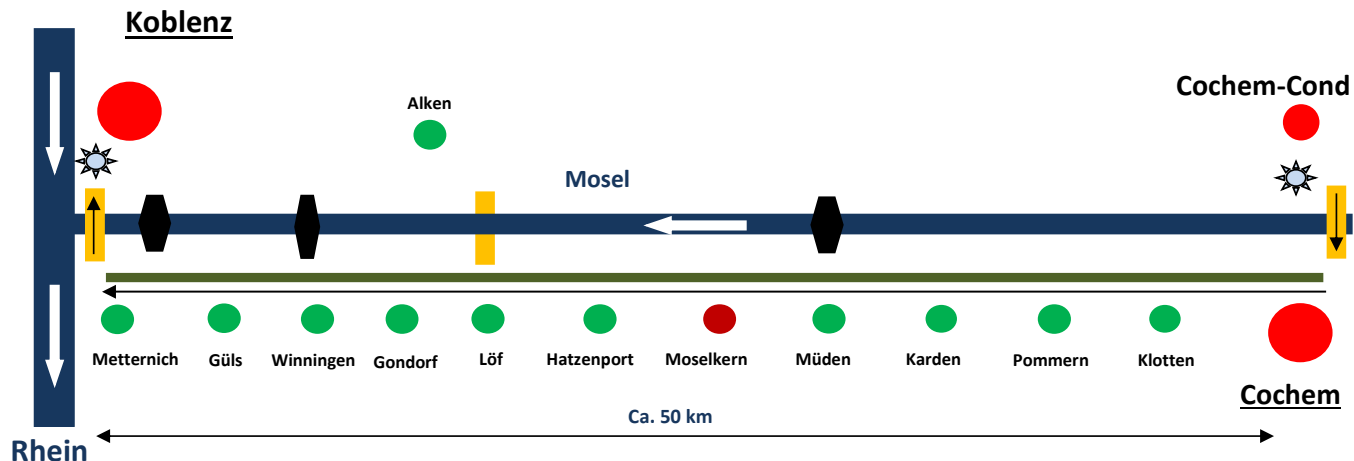 Koblenz
Alken
Cochem-Cond
Mosel
Metternich Güls Winningen Gondorf Löf Hatzenport Moselkern Müden Karden Pommern Klotten
Cochem
Ca. 50 km
Rhein